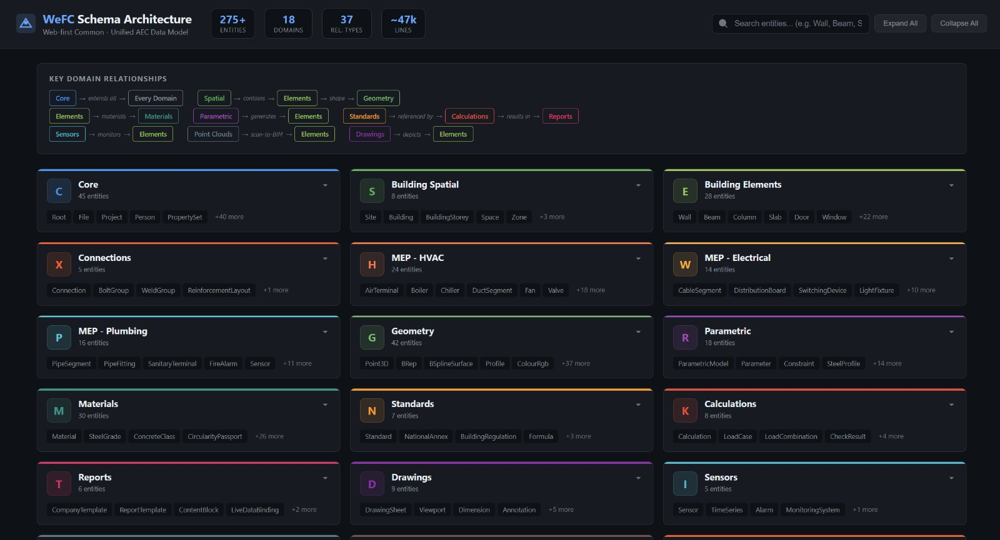 WeFC Schema Architecture
Web-first Common - Unified AEC Data Model
275+
ENTITIES
18
DOMAINS
37
REL. TYPES
~47k
LINES
Search entities... (e.g. Wall, Beam, S
Expand All
Collapse All
KEY DOMAIN RELATIONSHIPS
Core → extends all → Every Domain Spatial → contains → Elements → shape → Geometry
Elements → materials → Materials Parametric → generates → Elements Standards → referenced by → Calculations → results in → Reports
Sensors → monitors → Elements Point Clouds → scan-to-BIM → Elements Drawings → depicts → Elements
C
Core
45 entities
Root File Project Person PropertySet +40 more
S
Building Spatial
8 entities
Site Building BuildingStorey Space Zone +3 more
E
Building Elements
28 entities
Wall Beam Column Slab Door Window +22 more
X
Connections
5 entities
Connection BoltGroup WeldGroup ReinforcementLayout +1 more
H
MEP - HVAC
24 entities
AirTerminal Boiler Chiller DuctSegment Fan Valve +18 more
W
MEP - Electrical
14 entities
CableSegment DistributionBoard SwitchingDevice LightFixture +10 more
P
MEP - Plumbing
16 entities
PipeSegment PipeFitting SanitaryTerminal FireAlarm Sensor +11 more
G
Geometry
42 entities
Point3D BRep BSplineSurface Profile ColourRgb +37 more
R
Parametric
18 entities
ParametricModel Parameter Constraint SteelProfile +14 more
M
Materials
30 entities
Material SteelGrade ConcreteClass CircularityPassport +26 more
N
Standards
7 entities
Standard NationalAnnex BuildingRegulation Formula +3 more
K
Calculations
8 entities
Calculation LoadCase LoadCombination CheckResult +4 more
T
Reports
6 entities
CompanyTemplate ReportTemplate ContentBlock LiveDataBinding +2 more
D
Drawings
9 entities
DrawingSheet Viewport Dimension Annotation +5 more
I
Sensors
5 entities
Sensor TimeSeries Alarm MonitoringSystem +1 more